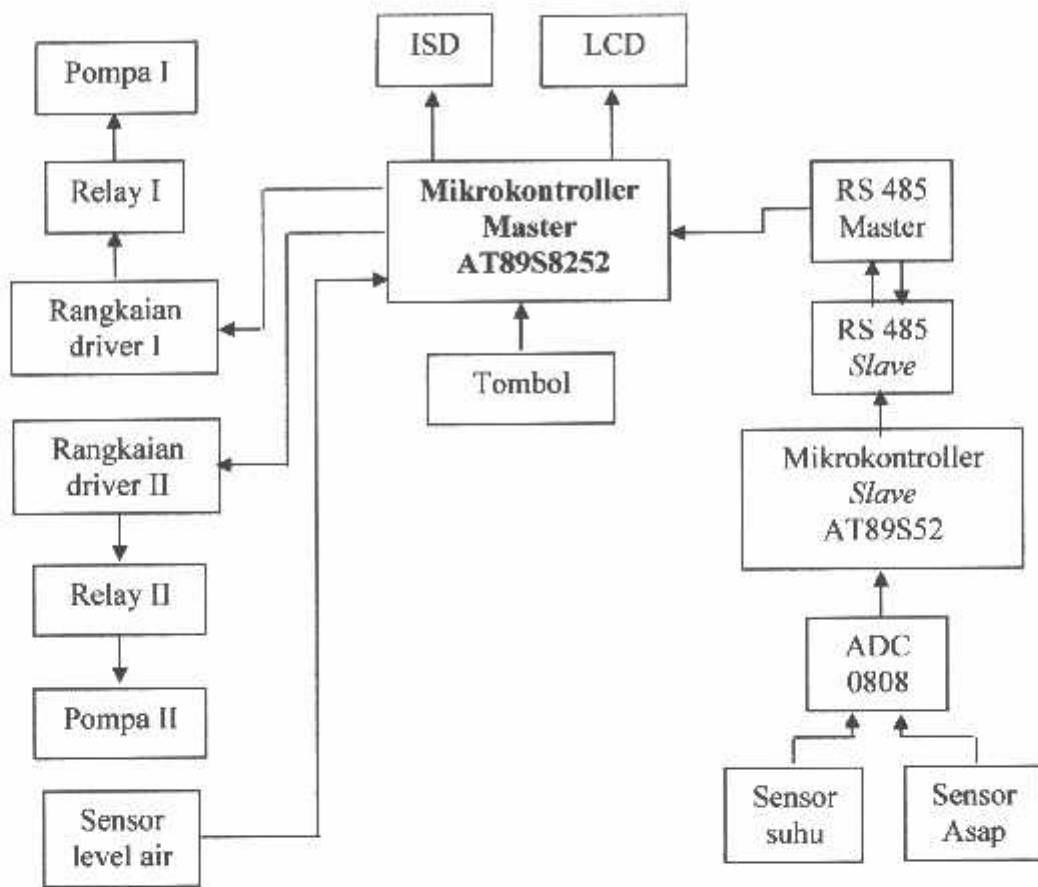 ISD
LCD
Pompa I
Relay I
Rangkaian
driver I
Mikrokontroller
Master
AT89S8252
RS 485
Master
RS 485
Slave
Tombol
Rangkaian
driver II
Mikrokontroller
Slave
AT89S52
Relay II
ADC
0808
Pompa II
Sensor
level air
Sensor
suhu
Sensor
Asap